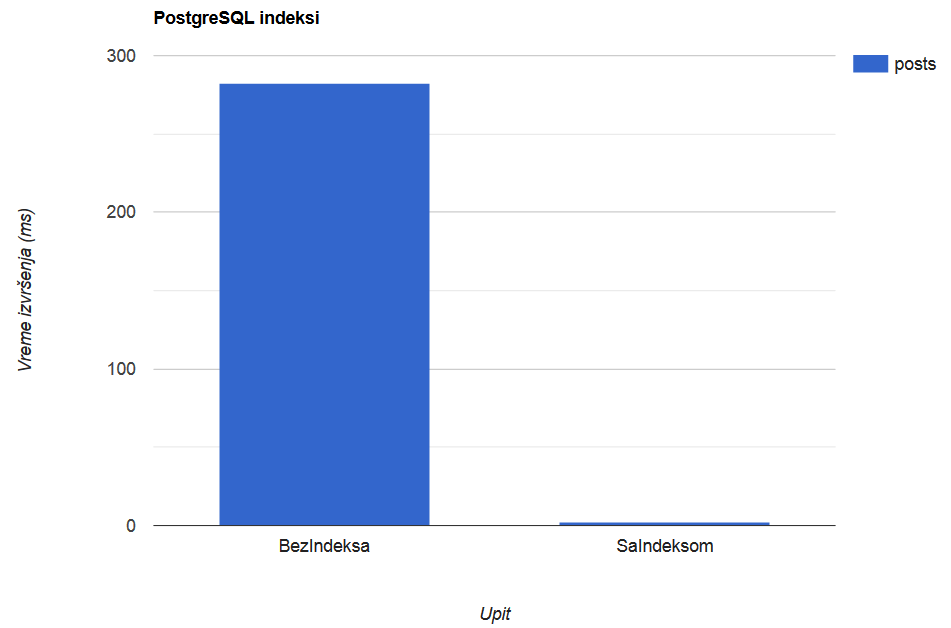 PostgreSQL indeksi
300
200
100
0
Vreme izvršenja (ms)
BezIndeksa
SaIndeksom
Upit
posts